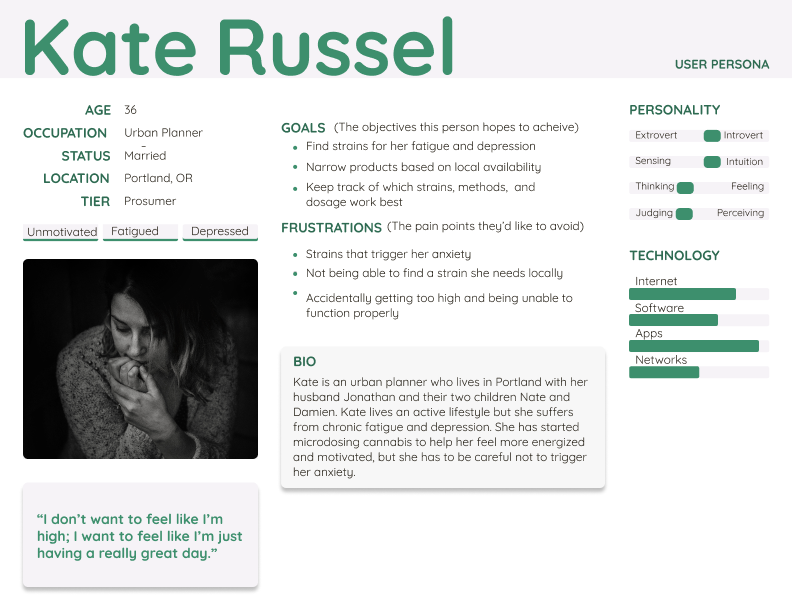 Kate Russel
USER PERSONA
AGE 36
OCCUPATION Urban Planner
STATUS Married
LOCATION Portland, OR
TIER Prosumer
Unmotivated Fatigued Depressed
“I don’t want to feel like I’m
high; I want to feel like I’m just
having a really great day.”
GOALS (The objectives this person hopes to acheive)
• Find strains for her fatigue and depression
• Narrow products based on local availability
• Keep track of which strains, methods, and
dosage work best
FRUSTRATIONS (The pain points they’d like to avoid)
• Strains that trigger her anxiety
• Not being able to find a strain she needs locally
• Accidentally getting too high and being unable to
function properly
BIO
Kate is an urban planner who lives in Portland with her
husband Jonathan and their two children Nate and
Damien. Kate lives an active lifestyle but she suffers
from chronic fatigue and depression. She has started
microdosing cannabis to help her feel more energized
and motivated, but she has to be careful not to trigger
her anxiety.
PERSONALITY
Extrovert Introvert
Sensing Intuition
Thinking Feeling
Judging Perceiving
TECHNOLOGY
Internet
Software
Apps
Networks